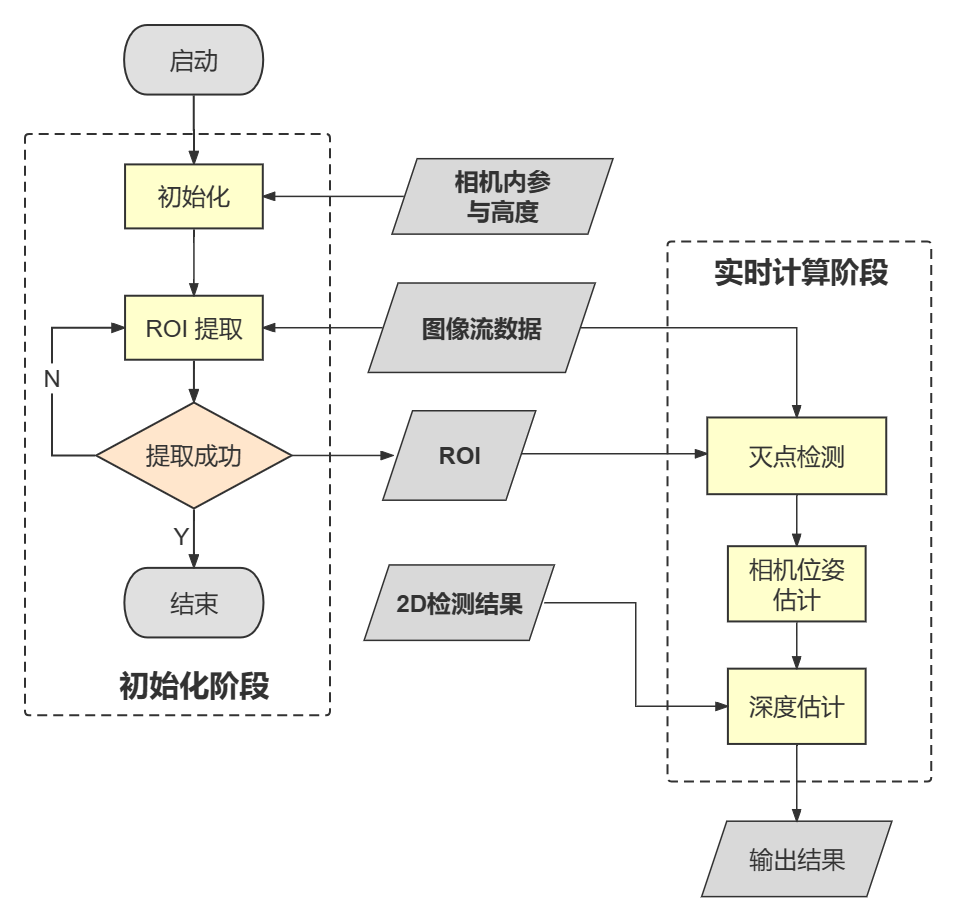 启动
初始化
相机内参
与高度
实时计算阶段
ROI 提取
图像流数据
N
提取成功
ROI
灭点检测
Y
相机位姿
估计
结束
2D检测结果
初始化阶段
深度估计
输出结果